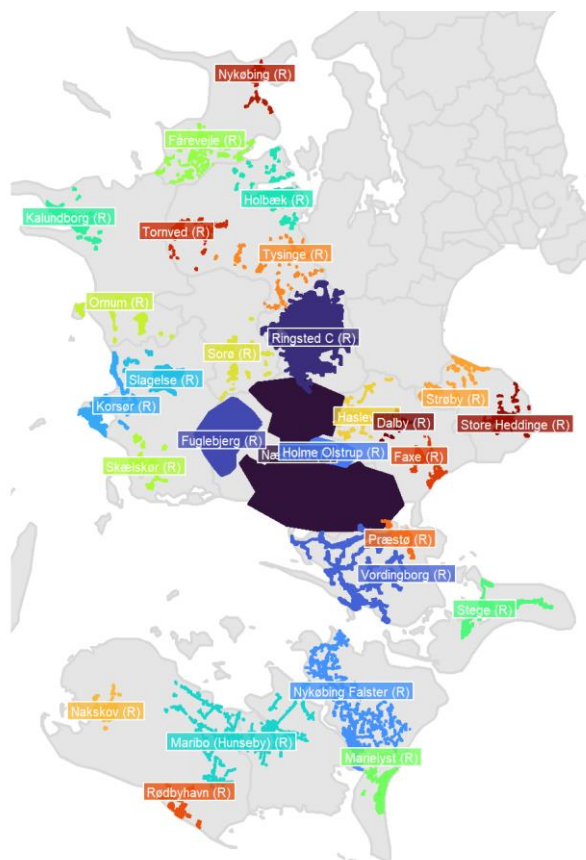 Nykøbing (R)
Fårevejle (R)
Holbæk (R)
Kalundborg (R)
Tornved (R)
Tysinge (R)
Ornum (R)
Ringsted C (R)
Sorø (R)
Slagelse (R)
Korsør (R)
Haslev
Strøby (R)
Dalby (R)
Store Heddinge (R)
Fuglebjerg (R)
Holme Olstrup (R)
Faxe (R)
Skælskør (R)
Præstø (R)
Vordingborg (R)
Stege (R)
Nykøbing Falster (R)
Nakskov (R)
Maribo (Hunseby) (R)
Marielyst (R)
Rødbyhavn (R)